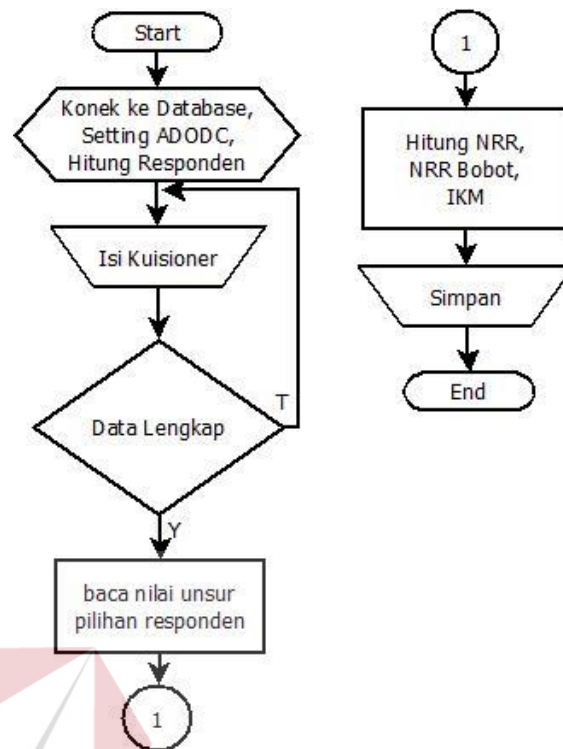 Start
Konek ke Database,
Setting ADODC,
Hitung Responden
Isi Kuisioner
Data Lengkap
T
Y
baca nilai unsur
pilihan responden
1
1
Hitung NRR,
NRR Bobot,
IKM
Simpan
End